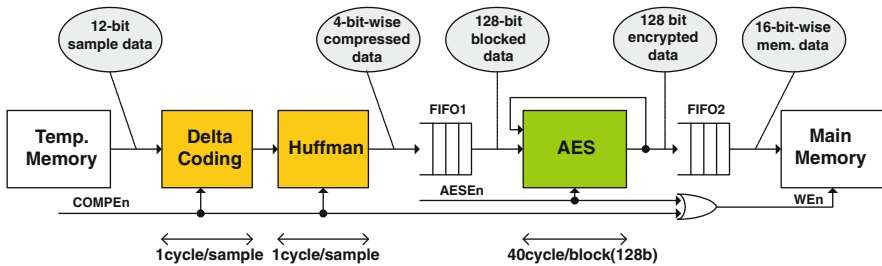 12-bit
sample data
4-bit-wise
compressed
data
128-bit
blocked
data
128 bit
encrypted
data
16-bit-wise
mem. data
Temp.
Memory
Delta
Coding
Huffman
FIFO1
AES
FIFO2
Main
Memory
COMPEn
AESEn
WEn
1cycle/sample
1cycle/sample
40cycle/block(128b)